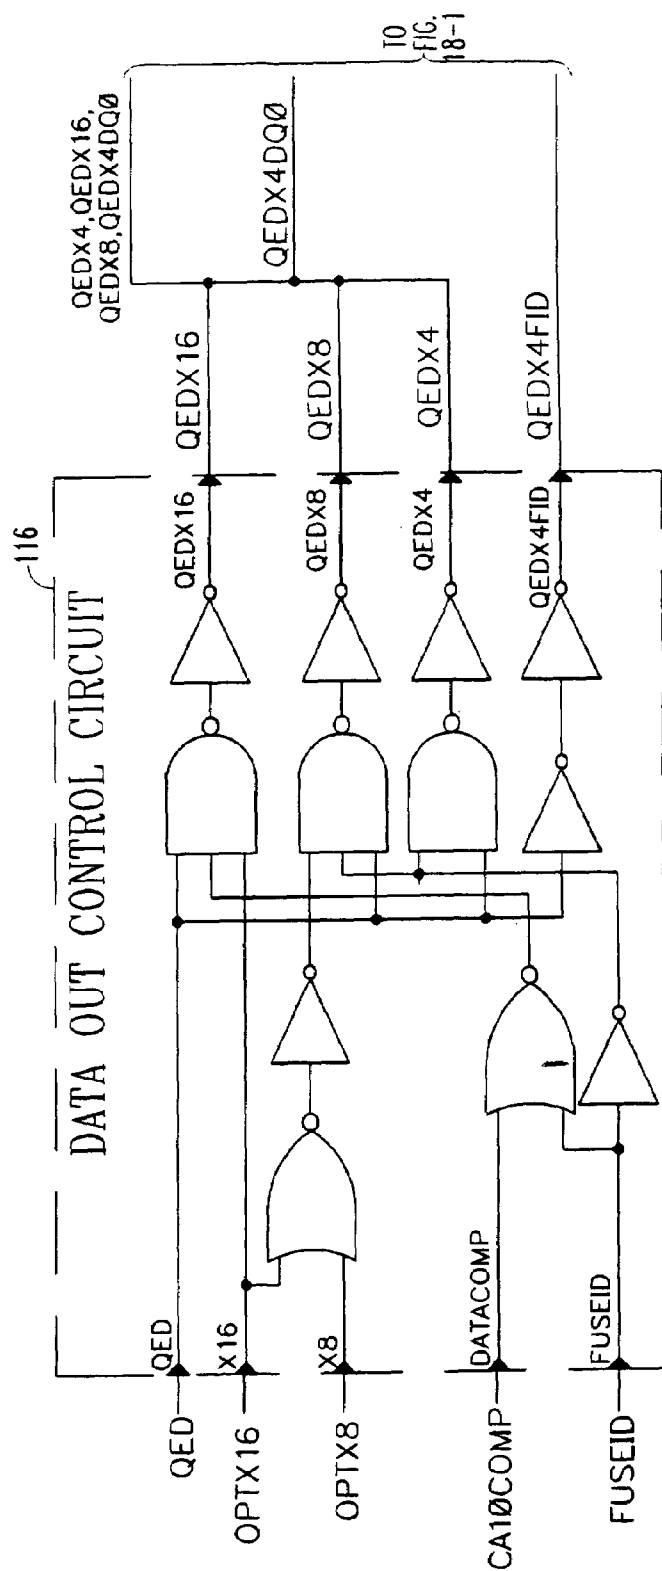 116
DATA OUT CONTROL CIRCUIT
QED
QED
OPTX16
X16
OPTX8
X8
CA10COMP
DATACOMP
FUSEID
FUSEID
QEDX16
QEDX8
QEDX4
QEDX4FID
QEDX16
QEDX8
QEDX4
QEDX4FID
QEDX4,QEDX16,
QEDX8,QEDX4DQ0
QEDX4DQ0
TO
FIG.
18-1